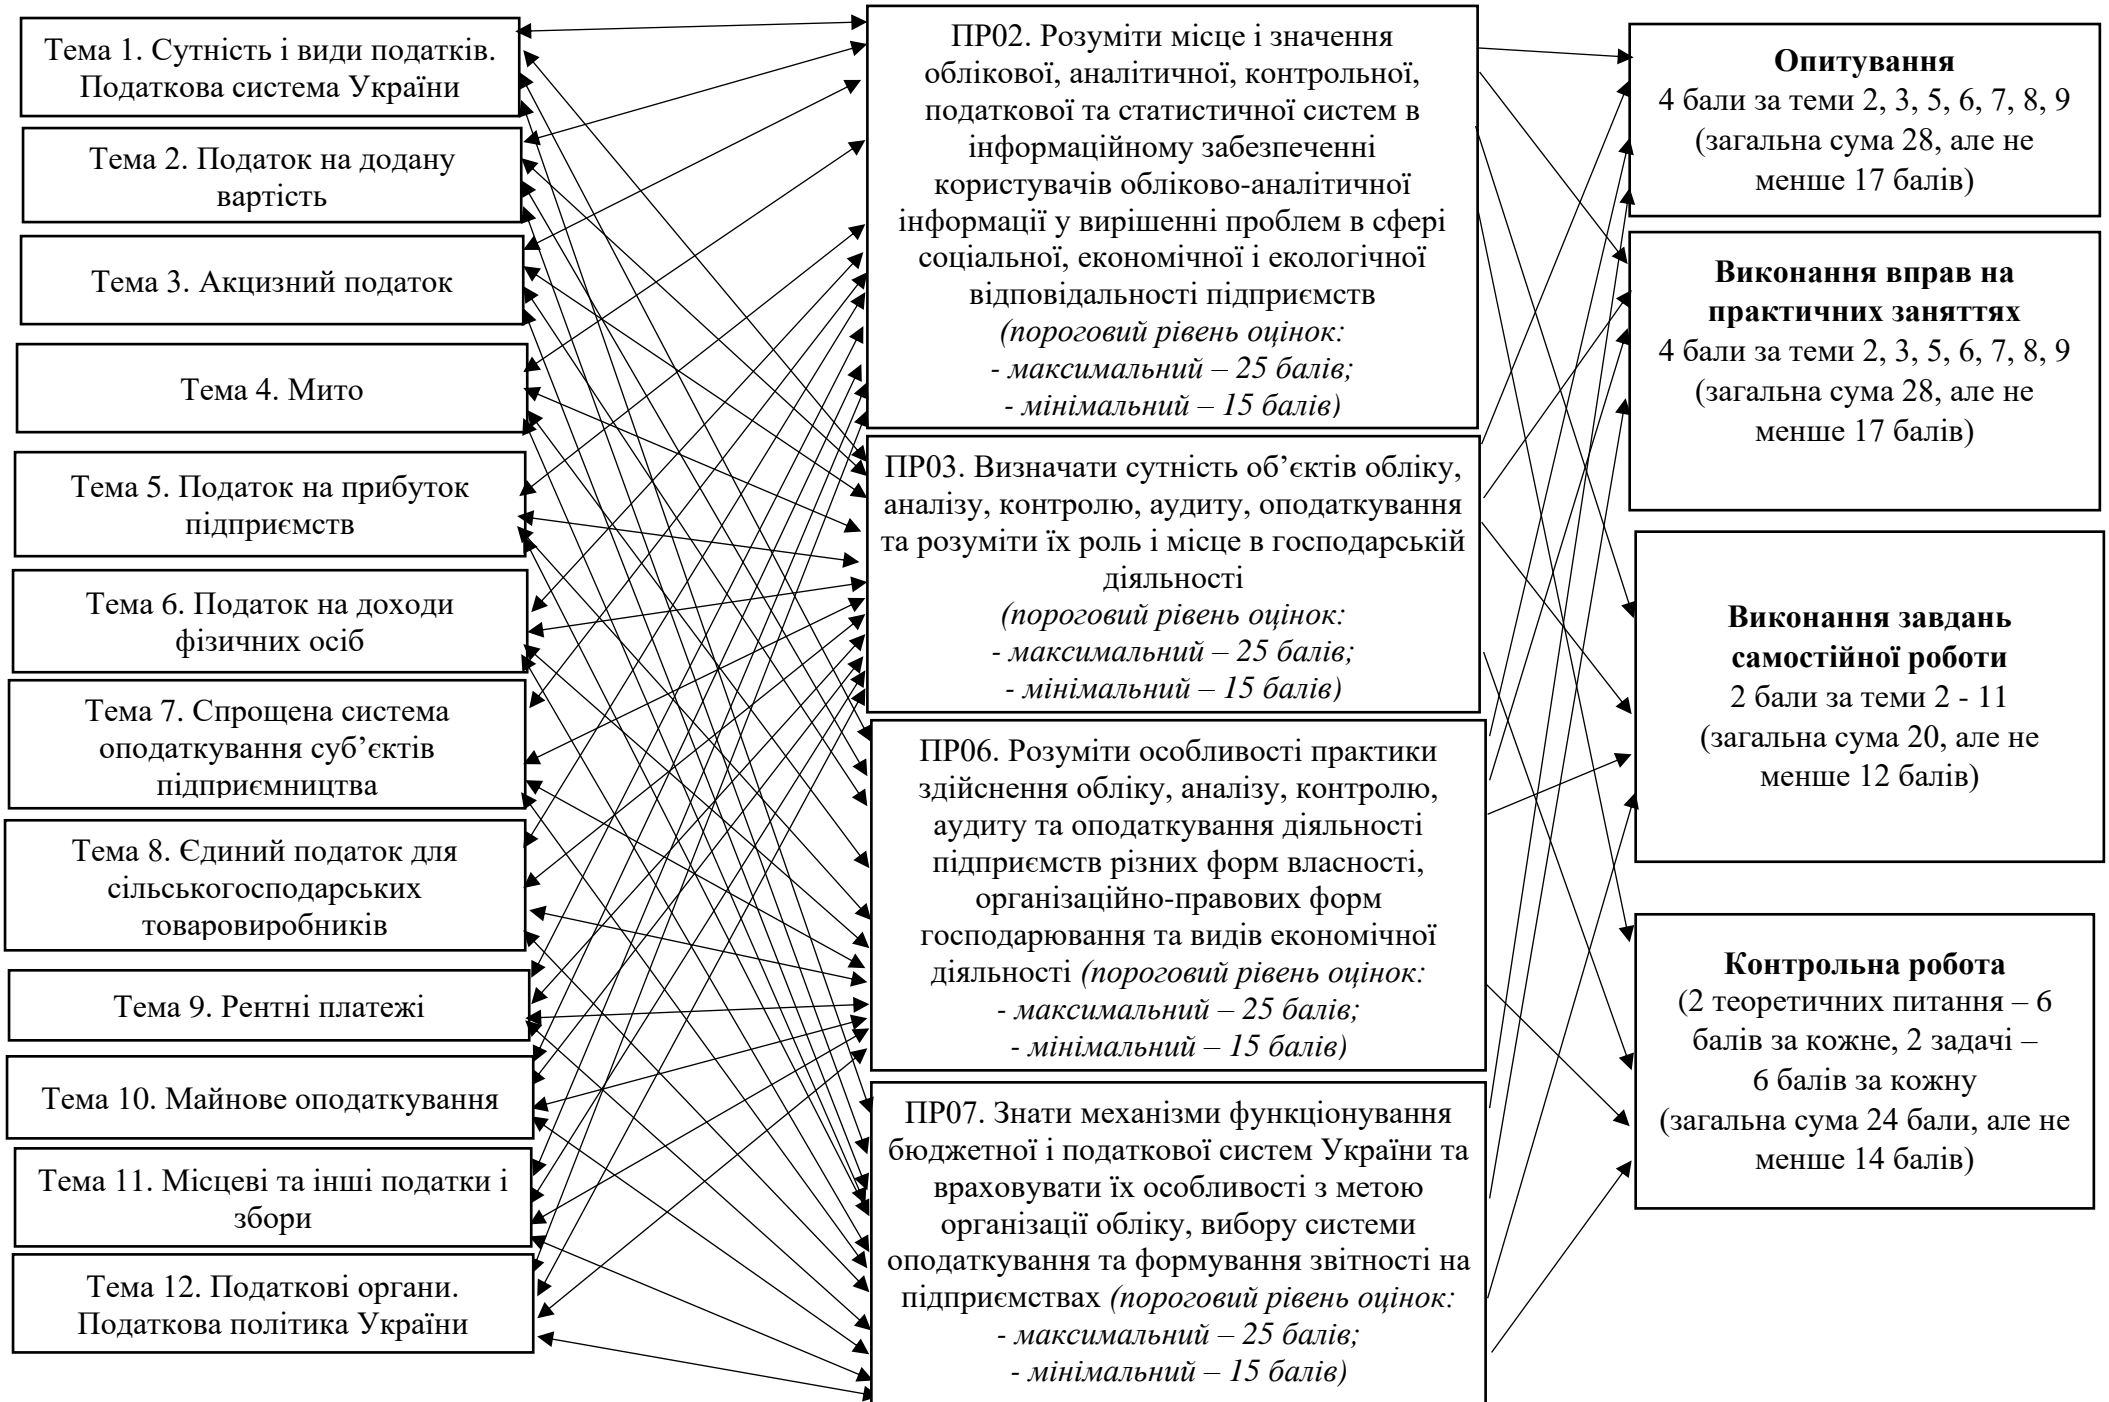 Тема 1. Сутність і види податків.
Податкова система України
Тема 2. Податок на додану
вартість
Тема 3. Акцизний податок
Тема 4. Мито
Тема 5. Податок на прибуток
підприємств
Тема 6. Податок на доходи
фізичних осіб
Тема 7. Спрощена система
оподаткування суб’єктів
підприємництва
Тема 8. Єдиний податок для
сільськогосподарських
товаровиробників
Тема 9. Рентні платежі
Тема 10. Майнове оподаткування
Тема 11. Місцеві та інші податки і
збори
Тема 12. Податкові органи.
Податкова політика України
ПР02. Розуміти місце і значення
облікової, аналітичної, контрольної,
податкової та статистичної систем в
інформаційному забезпеченні
користувачів обліково-аналітичної
інформації у вирішенні проблем в сфері
соціальної, економічної і екологічної
відповідальності підприємств
(пороговий рівень оцінок:
- максимальний – 25 балів;
- мінімальний – 15 балів)
ПР03. Визначати сутність об’єктів обліку,
аналізу, контролю, аудиту, оподаткування
та розуміти їх роль і місце в господарській
діяльності
(пороговий рівень оцінок:
- максимальний – 25 балів;
- мінімальний – 15 балів)
ПР06. Розуміти особливості практики
здійснення обліку, аналізу, контролю,
аудиту та оподаткування діяльності
підприємств різних форм власності,
організаційно-правових форм
господарювання та видів економічної
діяльності (пороговий рівень оцінок:
- максимальний – 25 балів;
- мінімальний – 15 балів)
ПР07. Знати механізми функціонування
бюджетної і податкової систем України та
враховувати їх особливості з метою
організації обліку, вибору системи
оподаткування та формування звітності на
підприємствах (пороговий рівень оцінок:
- максимальний – 25 балів;
- мінімальний – 15 балів)
Опитування
4 бали за теми 2, 3, 5, 6, 7, 8, 9
(загальна сума 28, але не
менше 17 балів)
Виконання вправ на
практичних заняттях
4 бали за теми 2, 3, 5, 6, 7, 8, 9
(загальна сума 28, але не
менше 17 балів)
Виконання завдань
самостійної роботи
2 бали за теми 2 - 11
(загальна сума 20, але не
менше 12 балів)
Контрольна робота
(2 теоретичних питання – 6
балів за кожне, 2 задачі –
6 балів за кожну
(загальна сума 24 бали, але не
менше 14 балів)